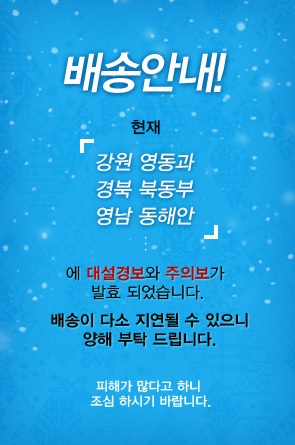 배송안내!
현재
「강원 영동과
경북 북동부
영남 동해안」
에 대설경보와 주의보가
발효 되었습니다.
배송이 다소 지연될 수 있으니
양해 부탁 드립니다.
피해가 많다고 하니
조심 하시기 바랍니다.